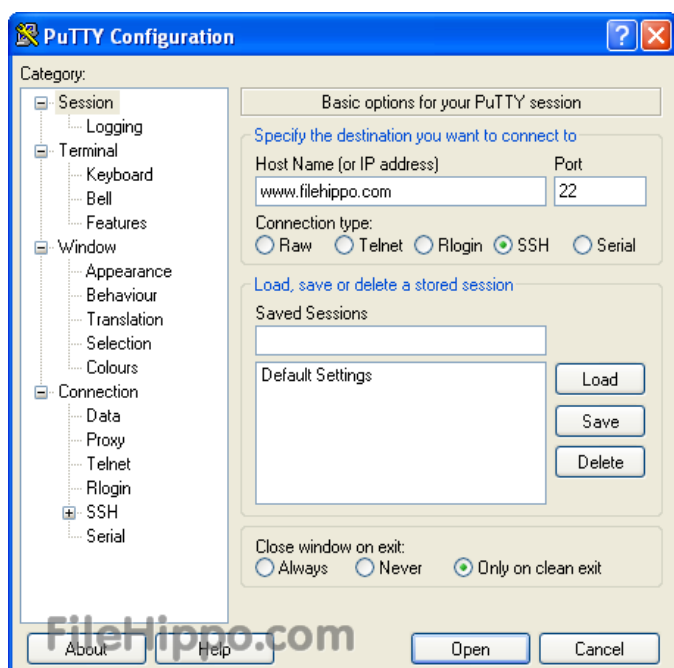 PuTTY Configuration
Category:
Session
Logging
Terminal
Keyboard
Bell
Features
Window
Appearance
Behaviour
Translation
Selection
Colours
Connection
Data
Proxy
Telnet
Rlogin
SSH
Serial
Basic options for your PuTTY session
Specify the destination you want to connect to
Host Name (or IP address) Port
www.filehippo.com 22
Connection type:
Raw Telnet Rlogin SSH Serial
Load, save or delete a stored session
Saved Sessions
Default Settings
Load
Save
Delete
Close window on exit:
Always Never Only on clean exit
FileHippo.com
About Help Open Cancel